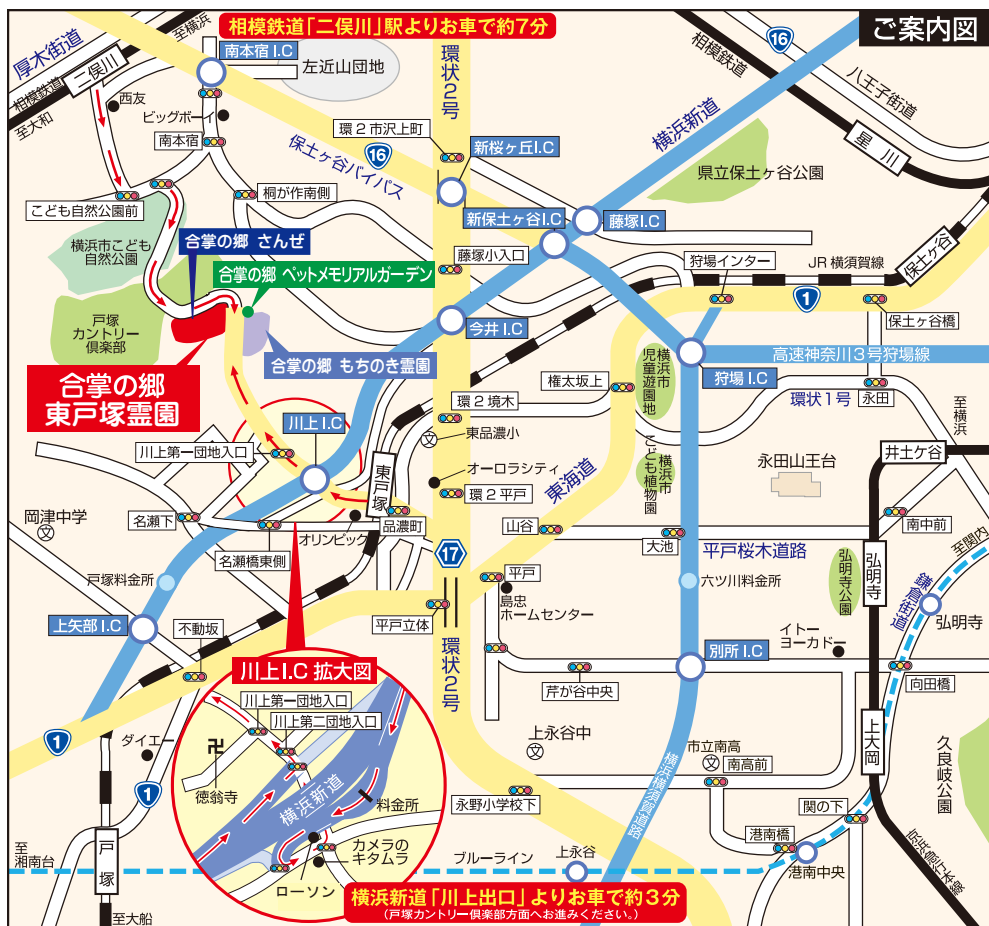 相模鉄道「二俣川」駅よりお車で約7分
ご案内図
厚木街道
至横浜
二俣川
相模鉄道
至大和
西友
南本宿I.C
左近山団地
ビッグボーイ
南本宿
環状2号
環2市沢上町
16
保土ヶ谷バイパス
新桜ヶ丘I.C
横浜新道
16
相模鉄道
八王子街道
星川
県立保土ヶ谷公園
こども自然公園前
桐が作南側
新保土ヶ谷I.C
藤塚I.C
横浜市こども
自然公園
合掌の郷 さんぜ
藤塚小入口
狩場インター
JR横須賀線
保土ヶ谷
合掌の郷 ペットメモリアルガーデン
1
戸塚
カントリー
倶楽部
今井I.C
保土ヶ谷橋
合掌の郷 もちのき霊園
高速神奈川3号狩場線
合掌の郷
東戸塚霊園
横浜市
児童遊園地
狩場I.C
権太坂上
環状1号
永田
至横浜
環2境木
川上I.C
東品濃小
川上第一団地入口
東戸塚
オーロラシティ
東海道
横浜市
こども植物園
永田山王台
井土ケ谷
岡津中学
名瀬下
環2平戸
オリンピック
品濃町
山谷
南中前
名瀬橋東側
17
大池
平戸桜木道路
至関内
戸塚料金所
平戸
六ツ川料金所
弘明寺公園
弘明寺
鎌倉街道
島忠
ホームセンター
上矢部I.C
不動坂
平戸立体
弘明寺
イトー
ヨーカドー
環状2号
別所I.C
川上I.C 拡大図
芹が谷中央
向田橋
川上第一団地入口
川上第二団地入口
上大岡
1
ダイエー
上永谷中
市立南高
久良岐公園
南高前
徳翁寺
横浜新道
横浜横須賀道路
1
料金所
永野小学校下
関の下
カメラの
キタムラ
港南橋
至
湘南台
戸塚
ブルーライン
上永谷
港南中央
京浜急行本線
ローソン
横浜新道「川上出口」よりお車で約3分
(戸塚カントリー倶楽部方面へお進みください。)
至大船